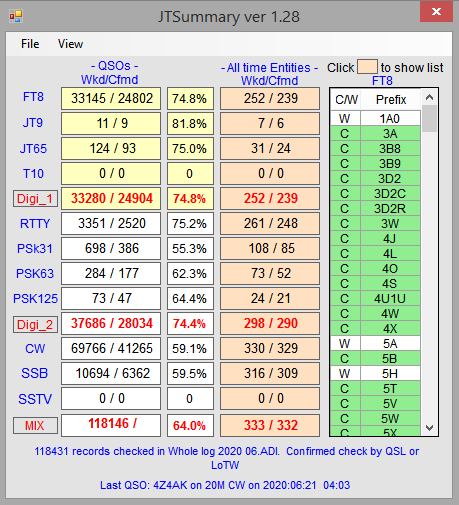 JTSummary ver 1.28
File View
- QSOs - - All time Entities - Click to show list
Wkd/Cfmd Wkd/Cfmd FT8
FT8 33145 / 24802 74.8% 252 / 239
JT9 11 / 9 81.8% 7 / 6
JT65 124 / 93 75.0% 31 / 24
T10 0 / 0 0 0 / 0
Digi_1 33280 / 24904 74.8% 252 / 239
RTTY 3351 / 2520 75.2% 261 / 248
PSk31 698 / 386 55.3% 108 / 85
PSK63 284 / 177 62.3% 73 / 52
PSK125 73 / 47 64.4% 24 / 21
Digi_2 37686 / 28034 74.4% 298 / 290
CW 69766 / 41265 59.1% 330 / 329
SSB 10694 / 6362 59.5% 316 / 309
SSTV 0 / 0 0 0 / 0
MIX 118146 / 64.0% 333 / 332
C/W Prefix
W 1A0
C 3A
C 3B8
C 3B9
C 3D2
C 3D2C
C 3D2R
C 3W
C 4J
C 4L
C 4O
C 4S
C 4U1U
C 4W
C 4X
W 5A
C 5B
W 5H
C 5T
C 5V
C 5W
C 5X
118431 records checked in Whole log 2020 06.ADI. Confirmed check by QSL or
LoTW
Last QSO: 4Z4AK on 20M CW on 2020:06:21 04:03